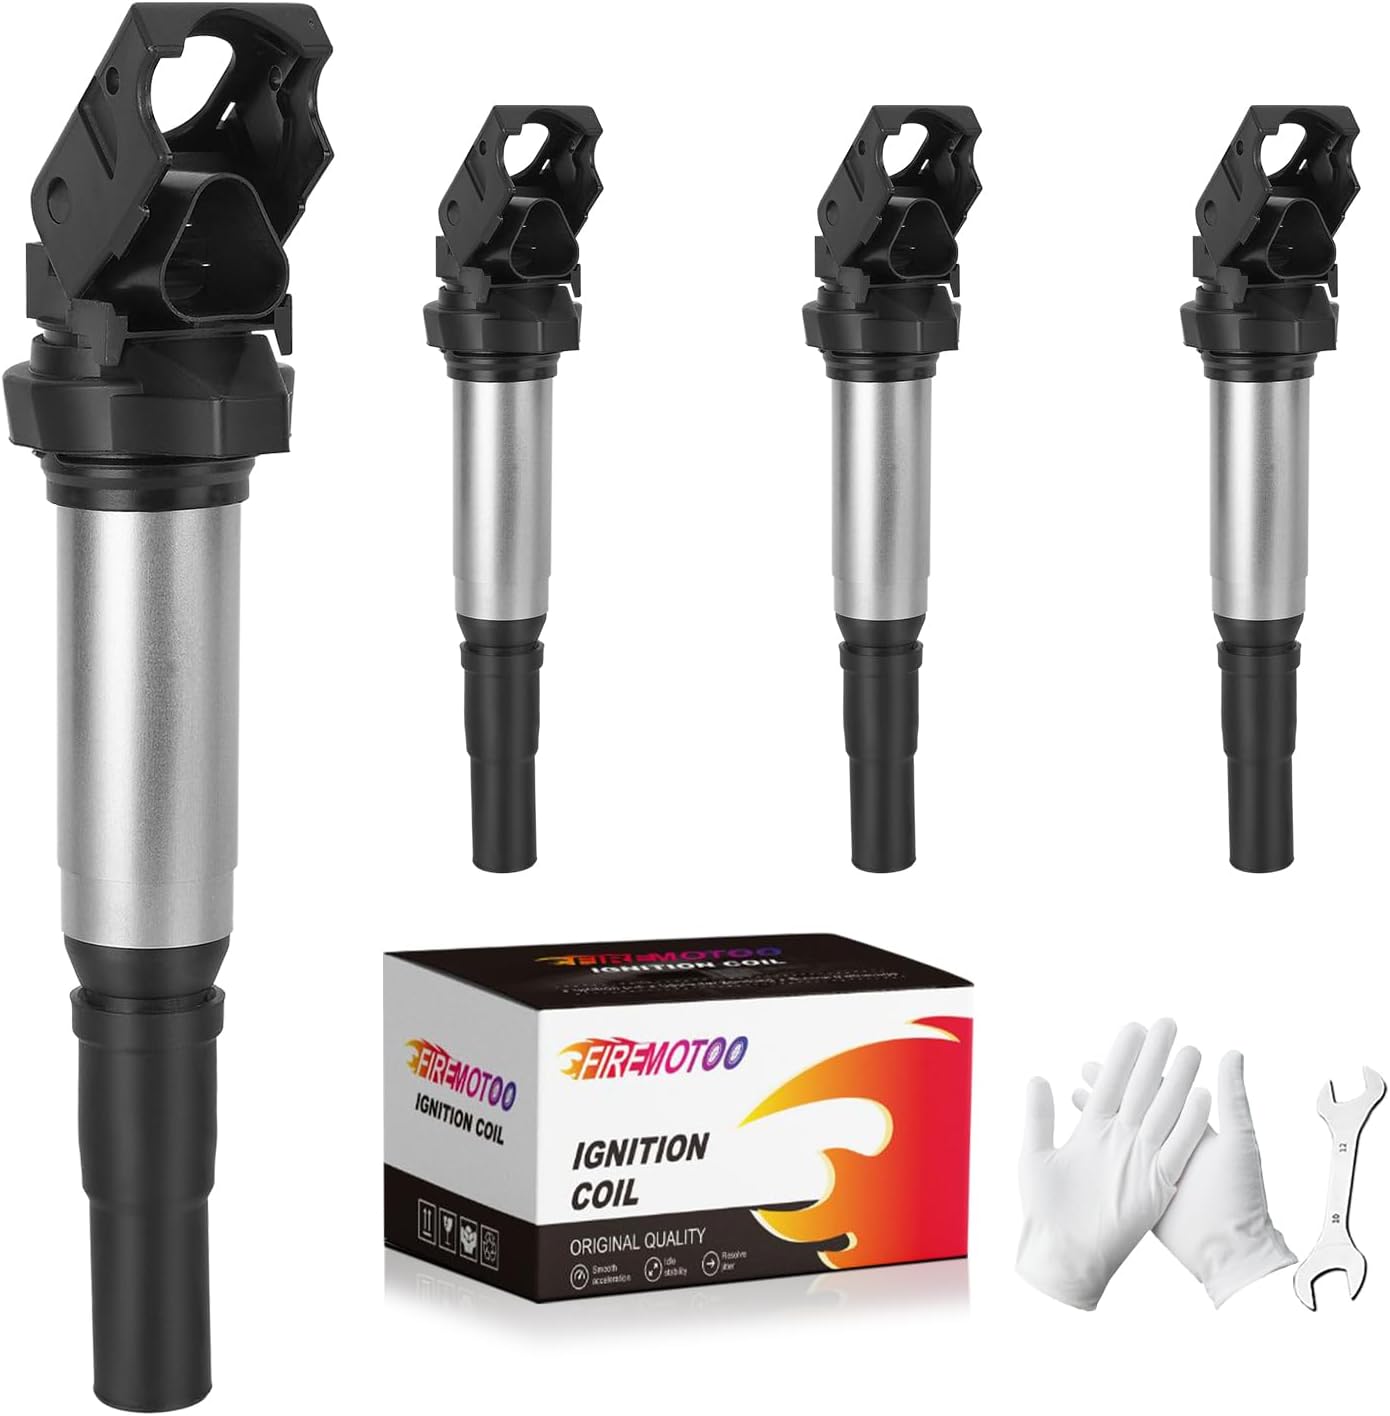 FIREMOTOO
IGNITION COIL
FIREMOTOO
IGNITION COIL
FIREMOTOO
IGNITION
COIL
ORIGINAL QUALITY
Smooth
acceleration
Idle
stability
Resolve
jitter
12
10